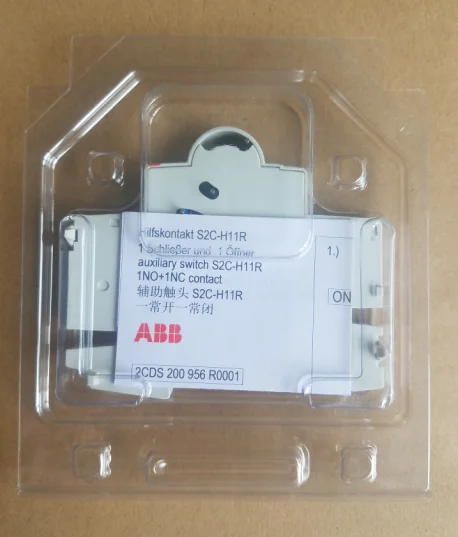 Hilfskontakt S2C-H11R
1 Schließer und 1 Öffner
auxiliary switch S2C-H11R
1NO+1NC contact
辅助触头 S2C-H11R
一常开一常闭
ABB
2CDS 200 956 R0001
1.)
ON